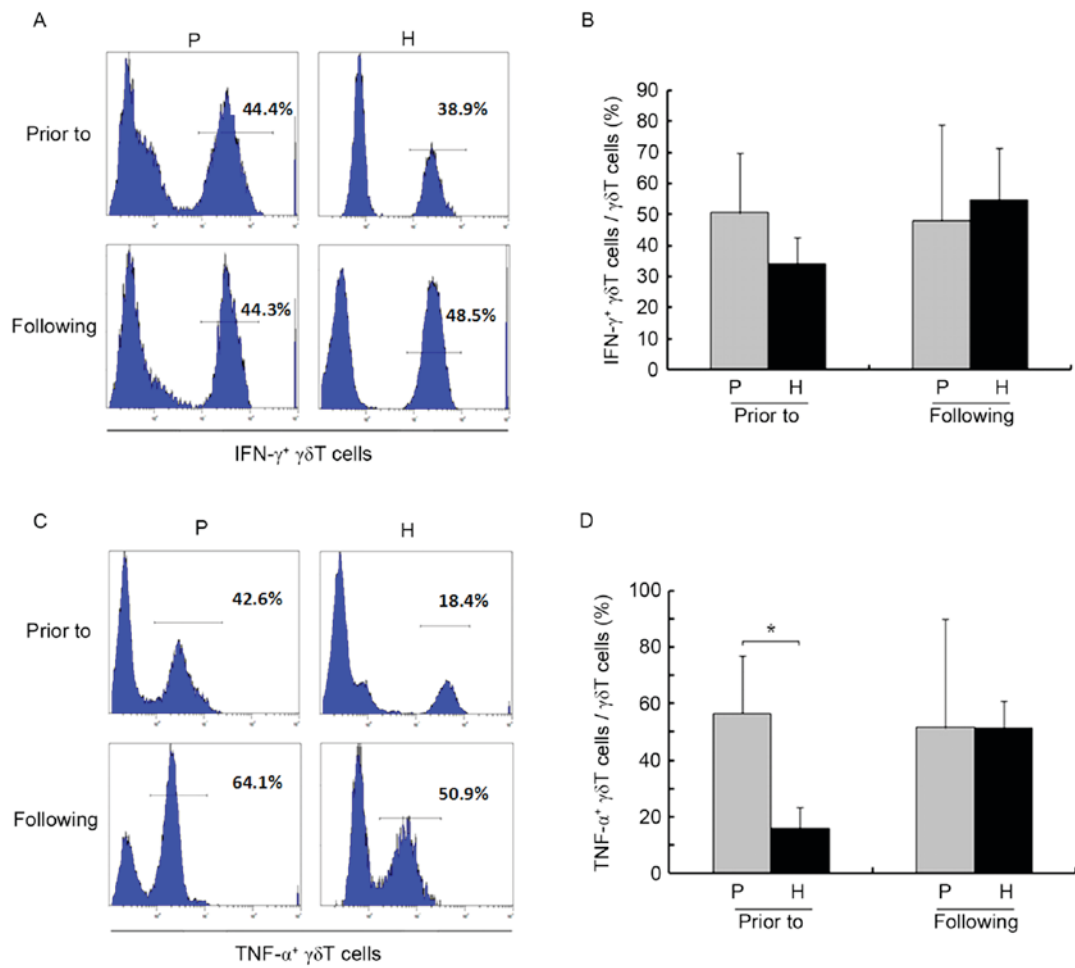 A
P
H
Prior to
44.4%
38.9%
Following
44.3%
48.5%
IFN-γ⁺ γδT cells
B
IFN-γ⁺ γδT cells / γδT cells (%)
90
80
70
60
50
40
30
20
10
0
P H P H
Prior to Following
C
P
H
Prior to
42.6%
18.4%
Following
64.1%
50.9%
TNF-α⁺ γδT cells
D
TNF-α⁺ γδT cells / γδT cells (%)
100
80
60
40
20
0
*
P H P H
Prior to Following